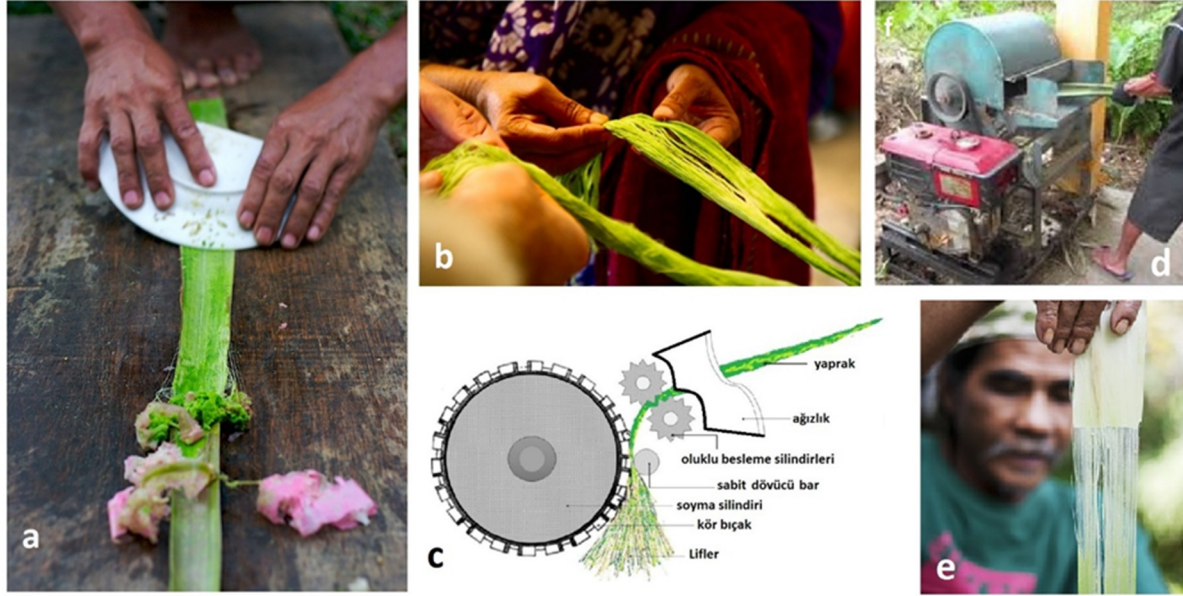 a
b
f
d
yaprak
ağızlık
oluklu besleme silindirleri
sabit dövücü bar
soyma silindiri
kör bıçak
Lifler
c
e